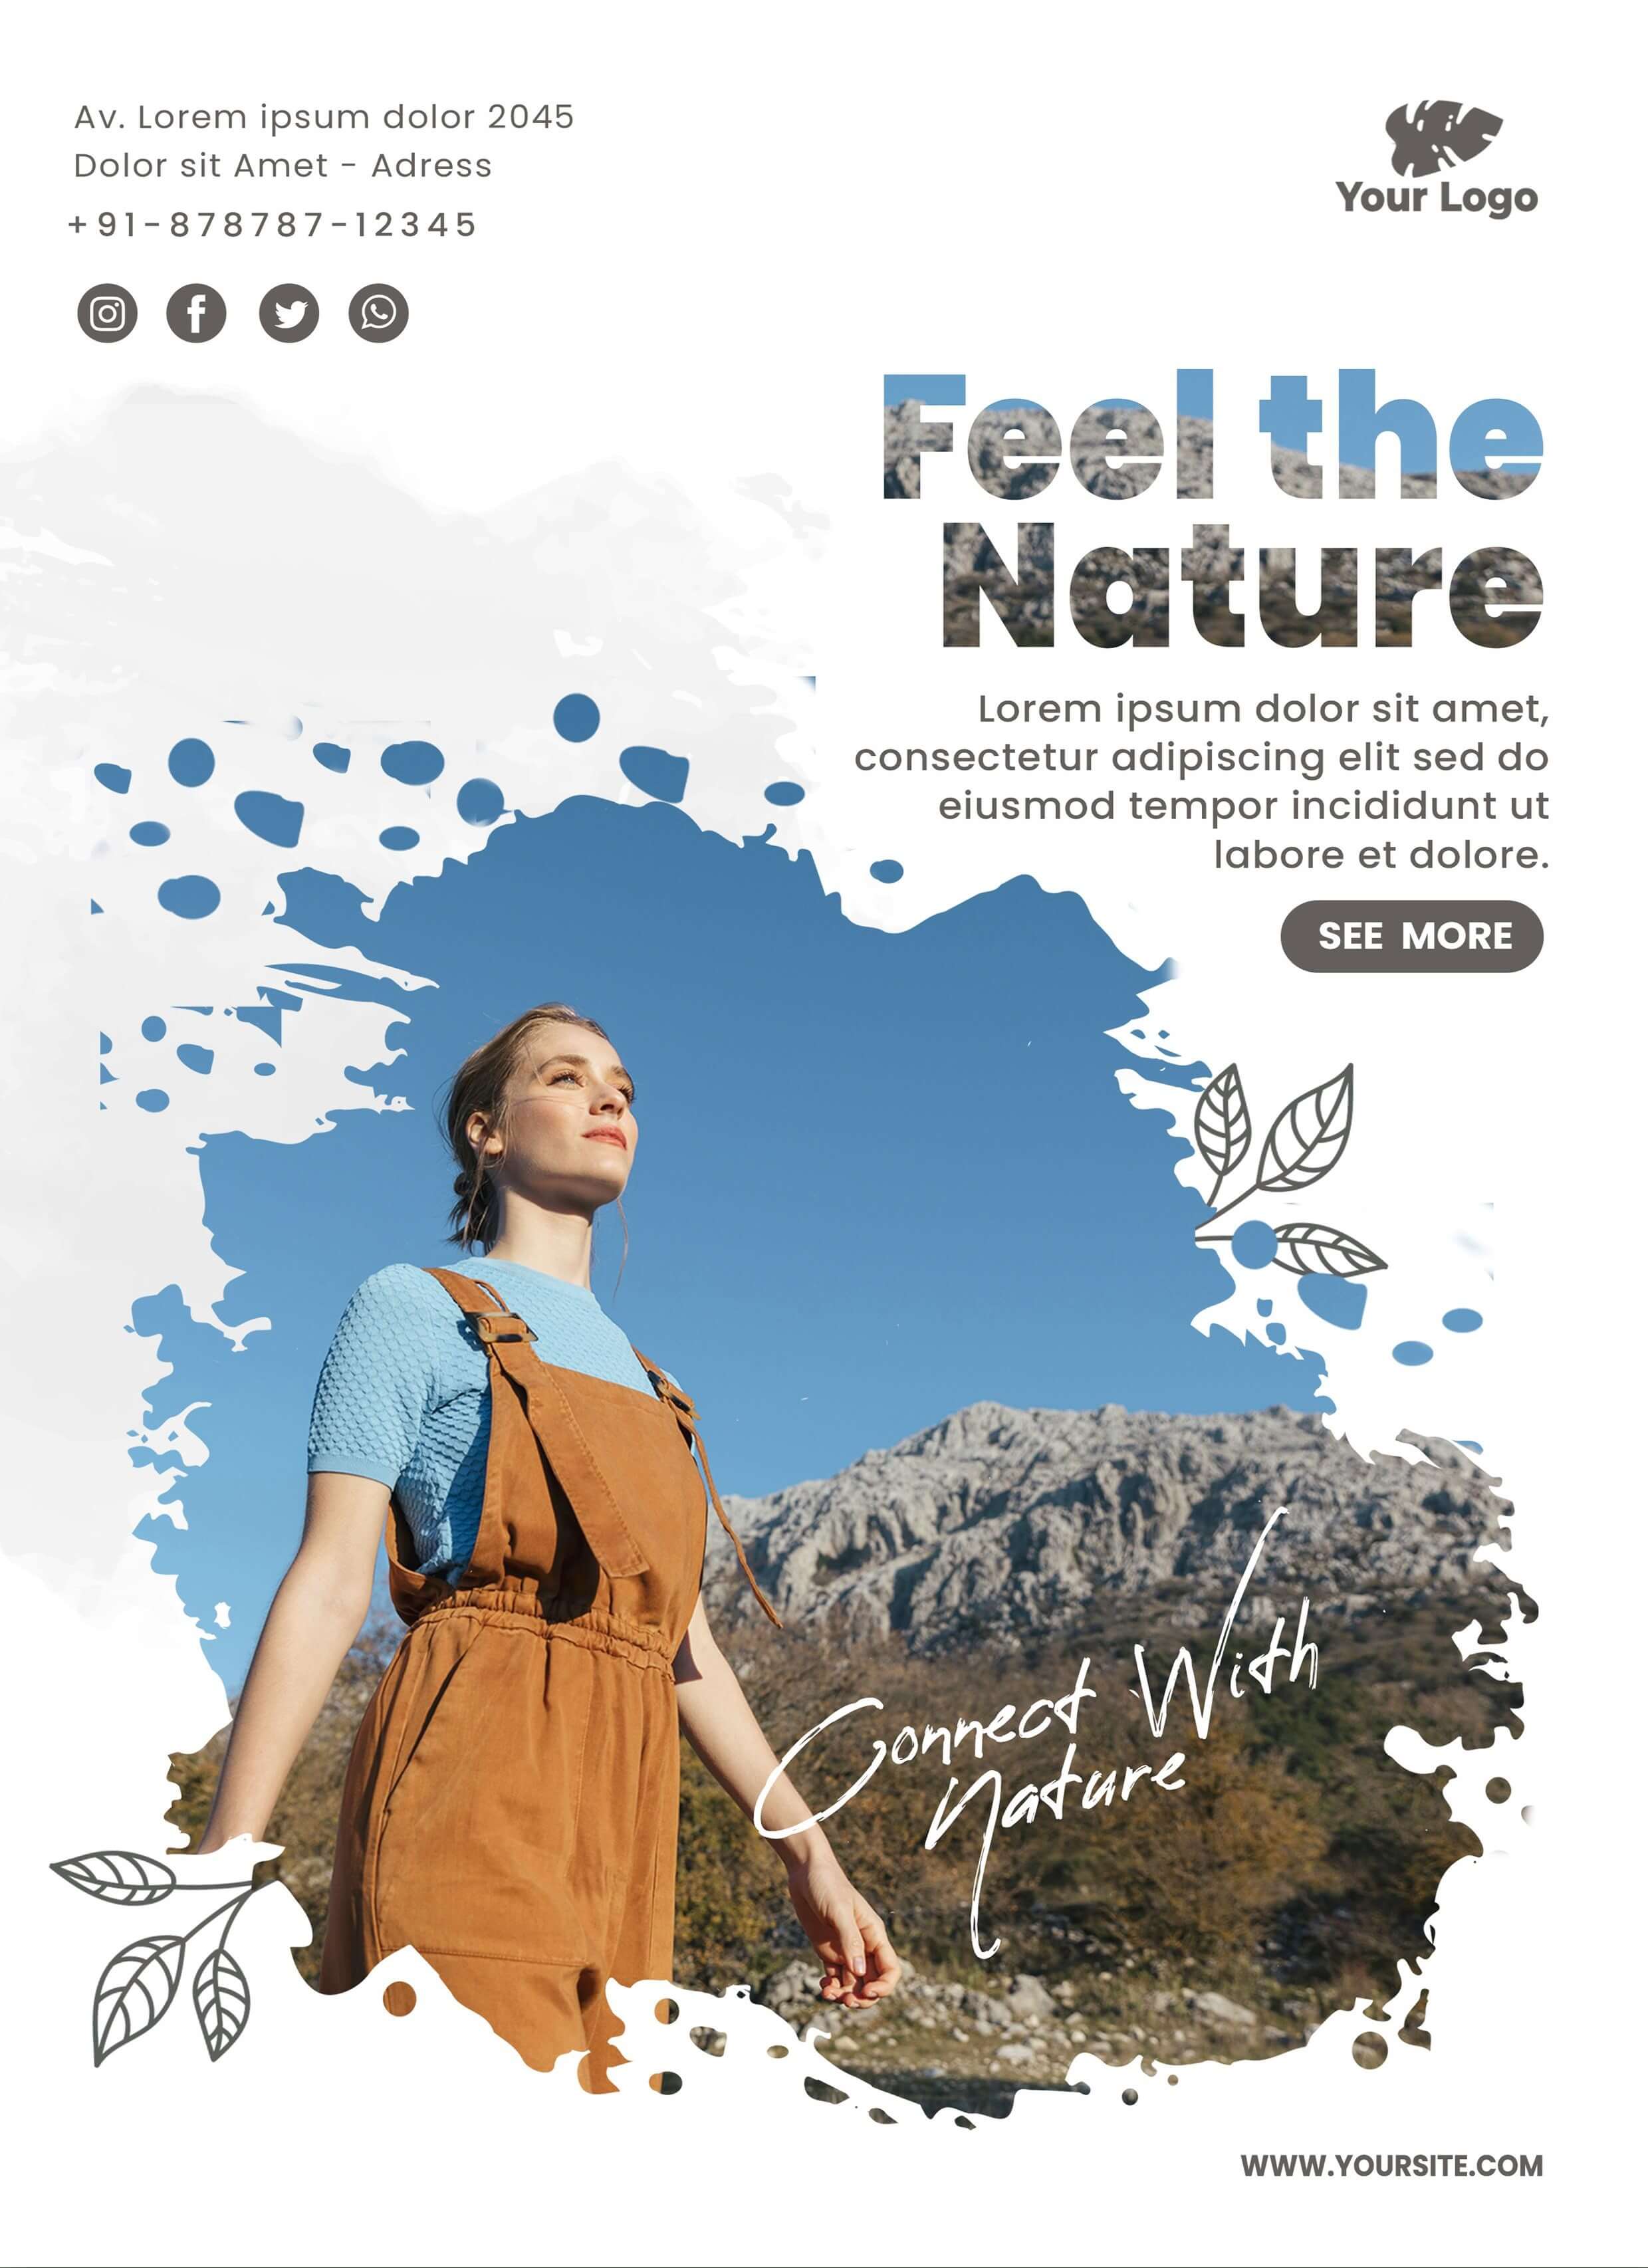 Av. Lorem ipsum dolor 2045
Dolor sit Amet - Adress
+91-878787-12345
Your Logo
Feel the
Nature
Lorem ipsum dolor sit amet,
consectetur adipiscing elit sed do
eiusmod tempor incididunt ut
labore et dolore.
SEE MORE
Connect With
Nature
WWW.YOURSITE.COM